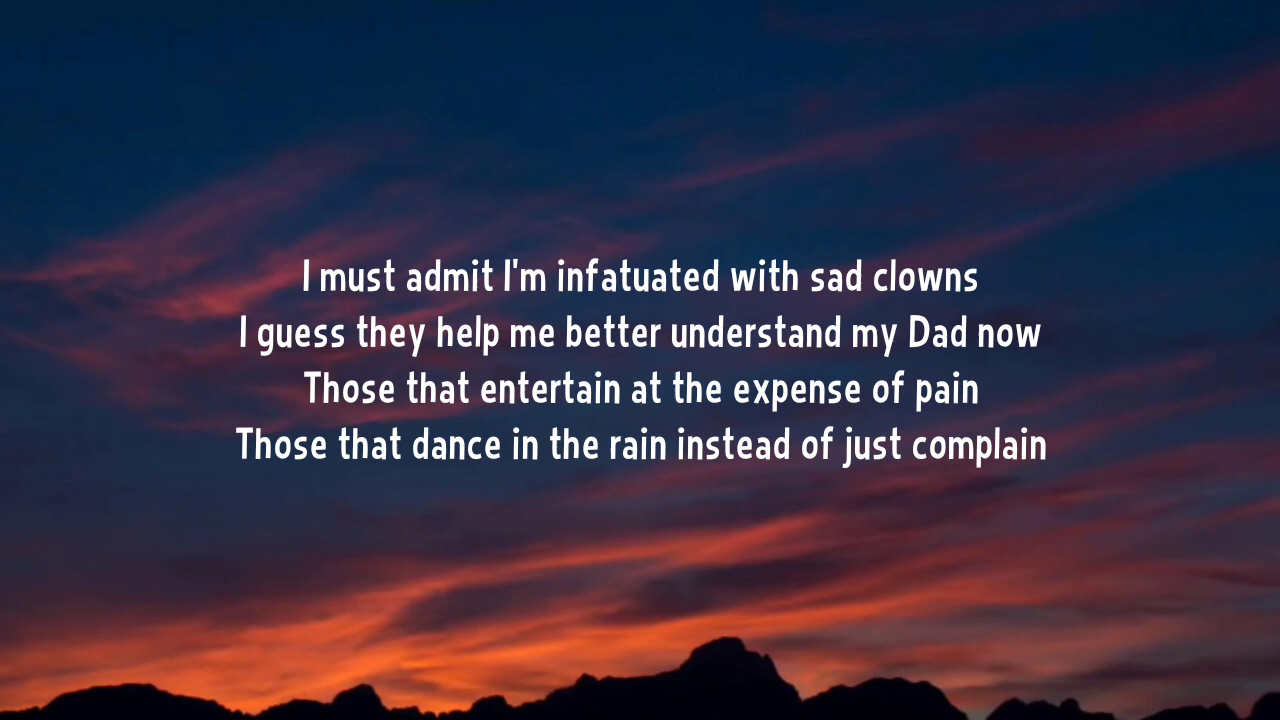 I must admit I'm infatuated with sad clowns
I guess they help me better understand my Dad now
Those that entertain at the expense of pain
Those that dance in the rain instead of just complain